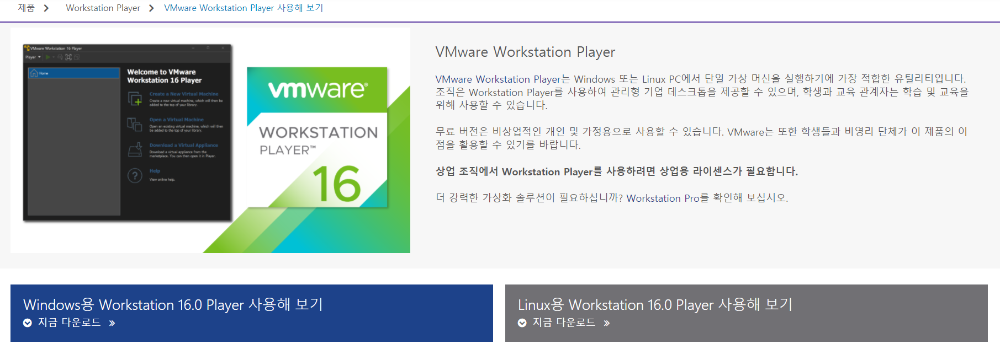 제품 > Workstation Player > VMware Workstation Player 사용해 보기
VMware Workstation 16 Player
Player
Home
Welcome to VMware
Workstation 16 Player
Create a New Virtual Machine
Create a new virtual machine, which will then be
added to the top of your library.
Open a Virtual Machine
Open an existing virtual machine, which will then
be added to the top of your library.
Download a Virtual Appliance
Download a virtual appliance from the
marketplace. You can then open it in Player.
Help
View online help.
vmware®
WORKSTATION
PLAYER™
16
VMware Workstation Player
VMware Workstation Player는 Windows 또는 Linux PC에서 단일 가상 머신을 실행하기에 가장 적합한 유틸리티입니다.
조직은 Workstation Player를 사용하여 관리형 기업 데스크톱을 제공할 수 있으며, 학생과 교육 관계자는 학습 및 교육을
위해 사용할 수 있습니다.
무료 버전은 비상업적인 개인 및 가정용으로 사용할 수 있습니다. VMware는 또한 학생들과 비영리 단체가 이 제품의 이
점을 활용할 수 있기를 바랍니다.
상업 조직에서 Workstation Player를 사용하려면 상업용 라이센스가 필요합니다.
더 강력한 가상화 솔루션이 필요하십니까? Workstation Pro를 확인해 보십시오.
Windows용 Workstation 16.0 Player 사용해 보기
지금 다운로드 »
Linux용 Workstation 16.0 Player 사용해 보기
지금 다운로드 »